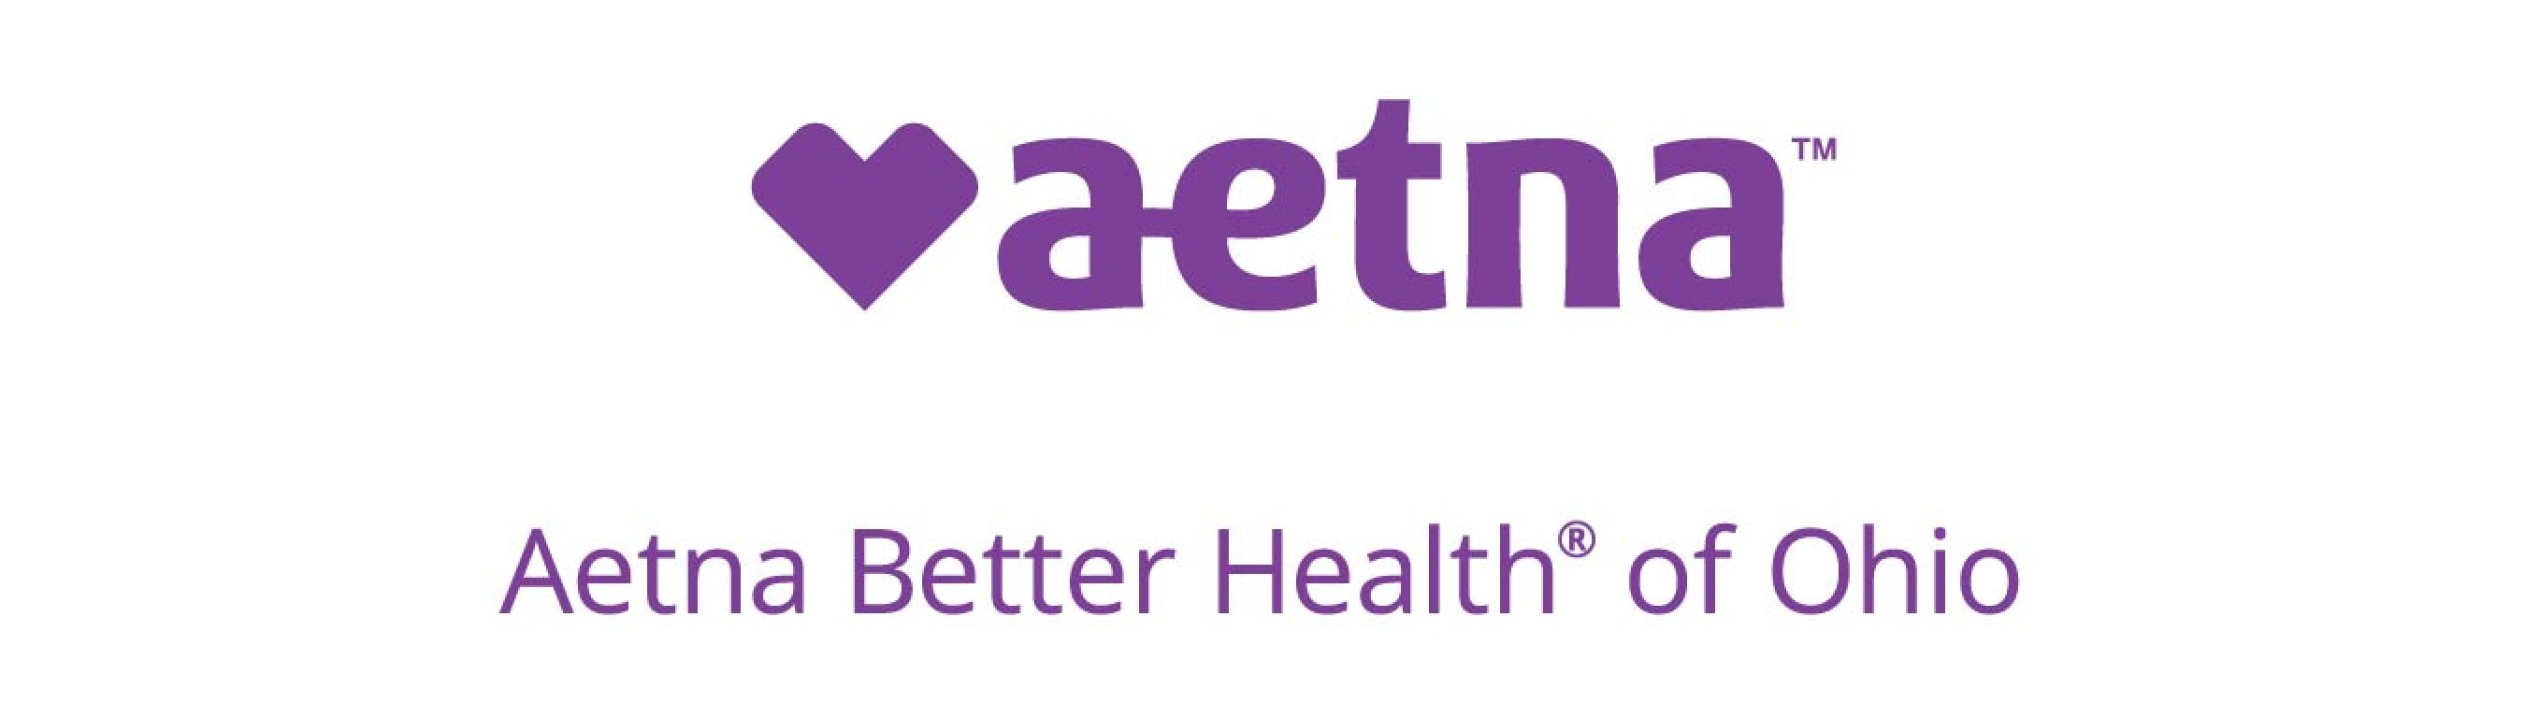 aetna™
Aetna Better Health® of Ohio